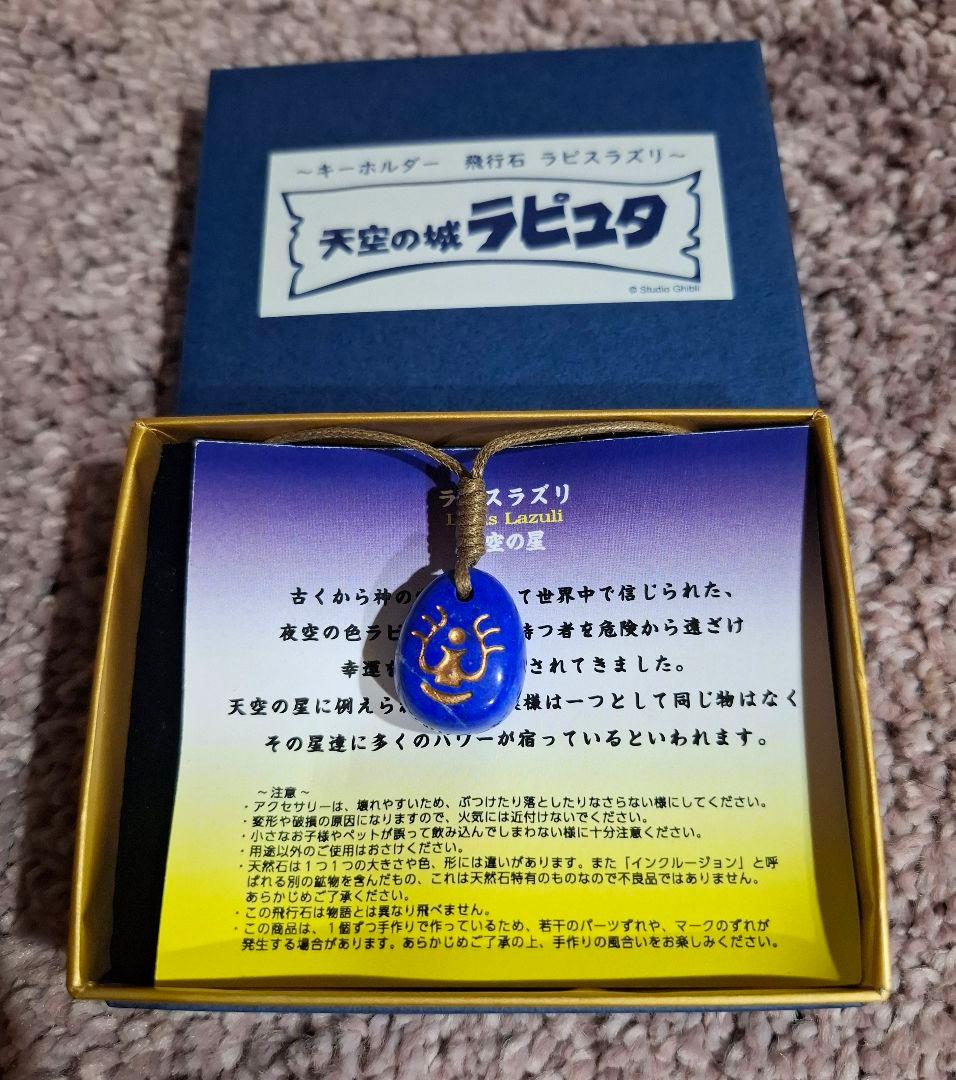 ~キーホルダー 飛行石 ラピスラズリ~
天空の城ラピュタ
© Studio Ghibli
ラ スラズリ
L is Lazuli
空の星
古くから神の て世界中で信じられた、
夜空の色ラピ 持つ者を危険から遠ざけ
幸運 されてきました。
天空の星に例えら 様は一つとして同じ物はなく
その星達に多くのパワーが宿っているといわれます。
~注意~
・アクセサリーは、壊れやすいため、ぶつけたり落としたりなさらない様にしてください。
・変形や破損の原因になりますので、火気には近付けないでください。
・小さなお子様やペットが誤って飲み込んでしまわない様に十分注意ください。
・用途以外のご使用はおさけください。
・天然石は1つ1つの大きさや色、形には違いがあります。また「インクルージョン」と呼
ばれる別の鉱物を含んだもの、これは天然石特有のものなので不良品ではありません。
あらかじめご了承ください。
・この飛行石は物語とは異なり飛べません。
・この商品は、1個ずつ手作りで作っているため、若干のパーツずれや、マークのずれが
発生する場合があります。あらかじめご了承の上、手作りの風合いをお楽しみください。